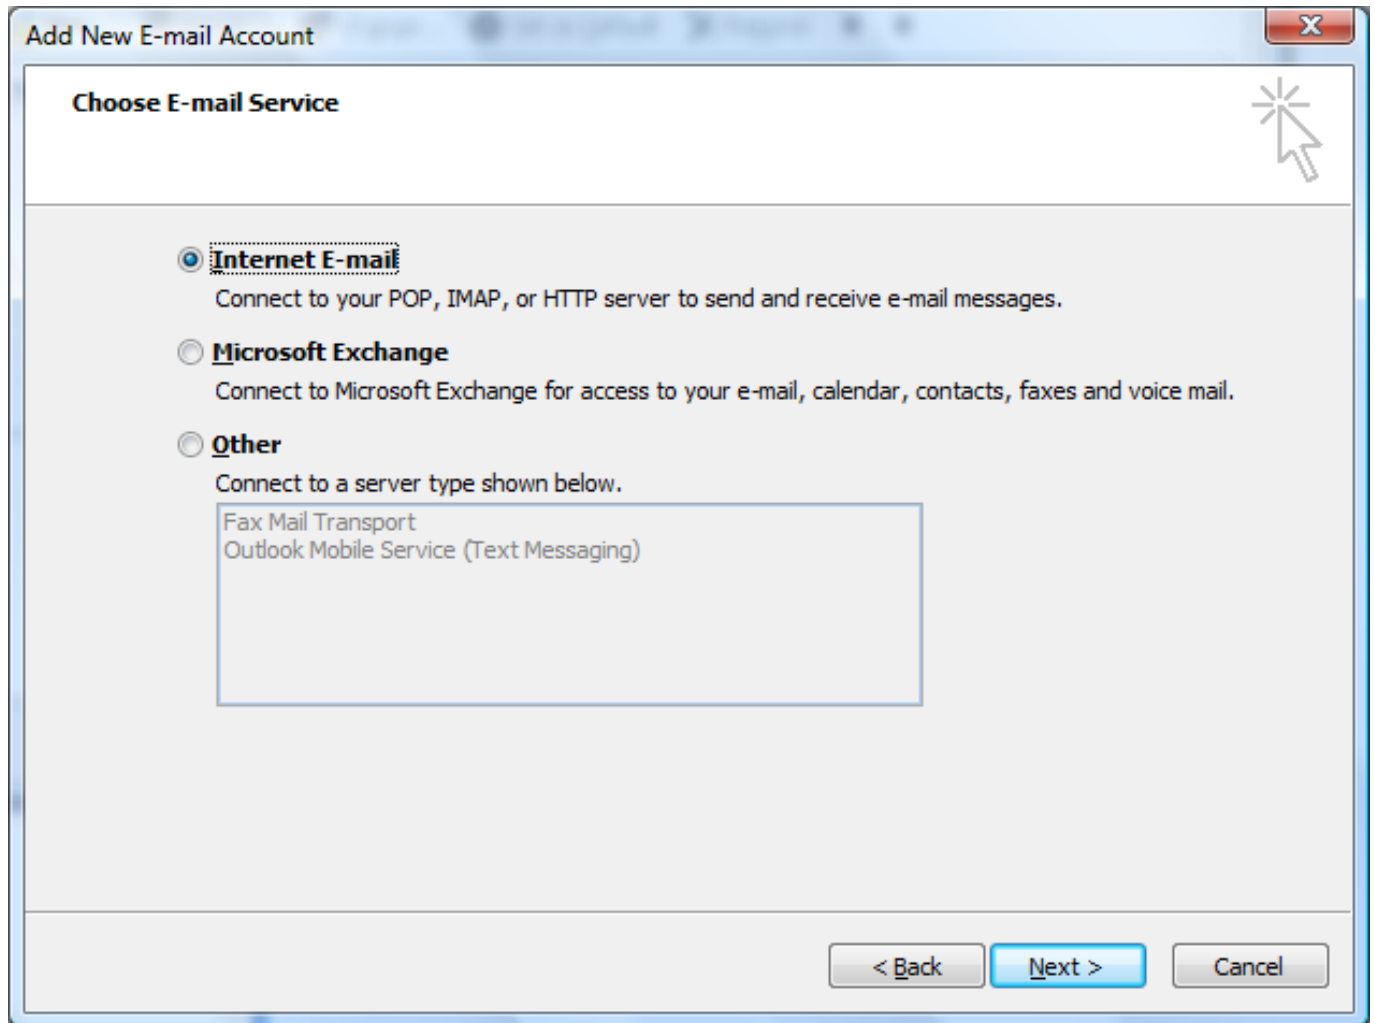 Add New E-mail Account
Choose E-mail Service
Internet E-mail
Connect to your POP, IMAP, or HTTP server to send and receive e-mail messages.
Microsoft Exchange
Connect to Microsoft Exchange for access to your e-mail, calendar, contacts, faxes and voice mail.
Other
Connect to a server type shown below.
Fax Mail Transport
Outlook Mobile Service (Text Messaging)
< Back Next > Cancel